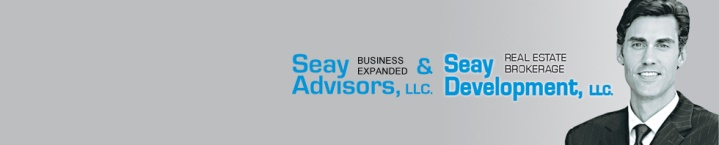 Seay BUSINESS EXPANDED &
Advisors, LLC.
Seay REAL ESTATE BROKERAGE
Development, LLC.